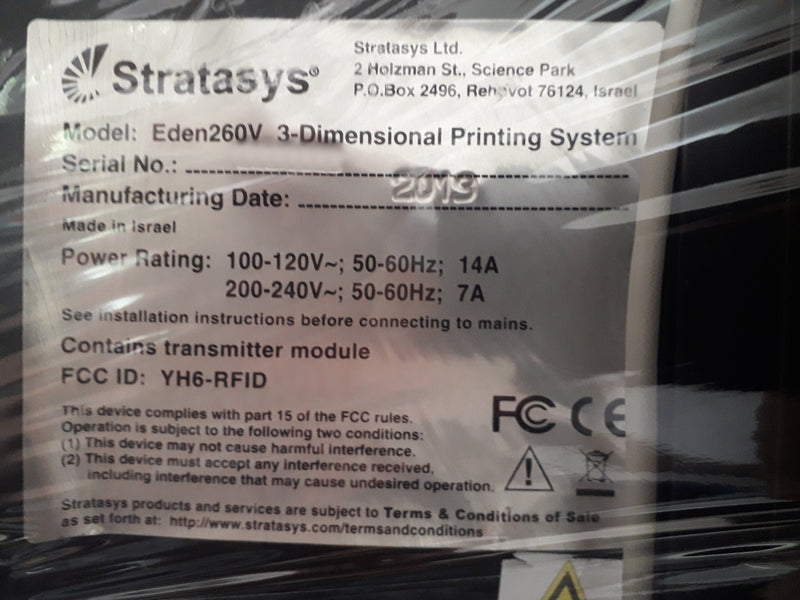 Stratasys®
Stratasys Ltd.
2 Holzman St., Science Park
P.O.Box 2496, Rehovot 76124, Israel
Model: Eden260V 3-Dimensional Printing System
Serial No.:
Manufacturing Date: 2013
Made in Israel
Power Rating: 100-120V~; 50-60Hz; 14A
200-240V~; 50-60Hz; 7A
See installation instructions before connecting to mains.
Contains transmitter module
FCC ID: YH6-RFID
This device complies with part 15 of the FCC rules.
Operation is subject to the following two conditions:
(1) This device may not cause harmful interference.
(2) This device must accept any interference received,
including interference that may cause undesired operation.
FC CE
Stratasys products and services are subject to Terms & Conditions of Sale
as set forth at: http://www.stratasys.com/termsandconditions